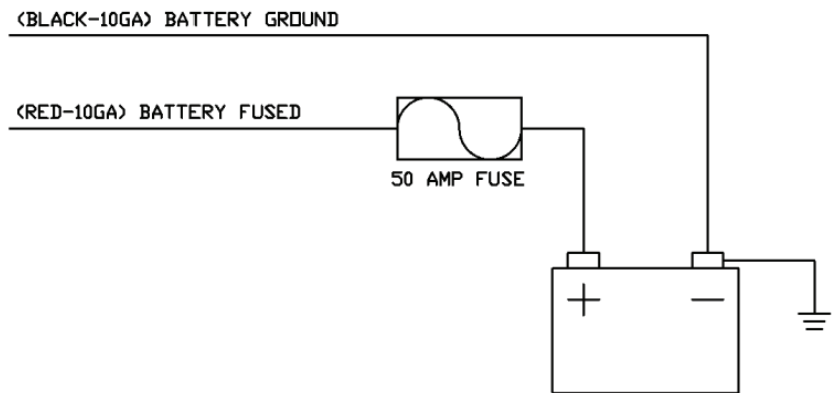 (BLACK-10GA) BATTERY GROUND
(RED-10GA) BATTERY FUSED
50 AMP FUSE
+ −